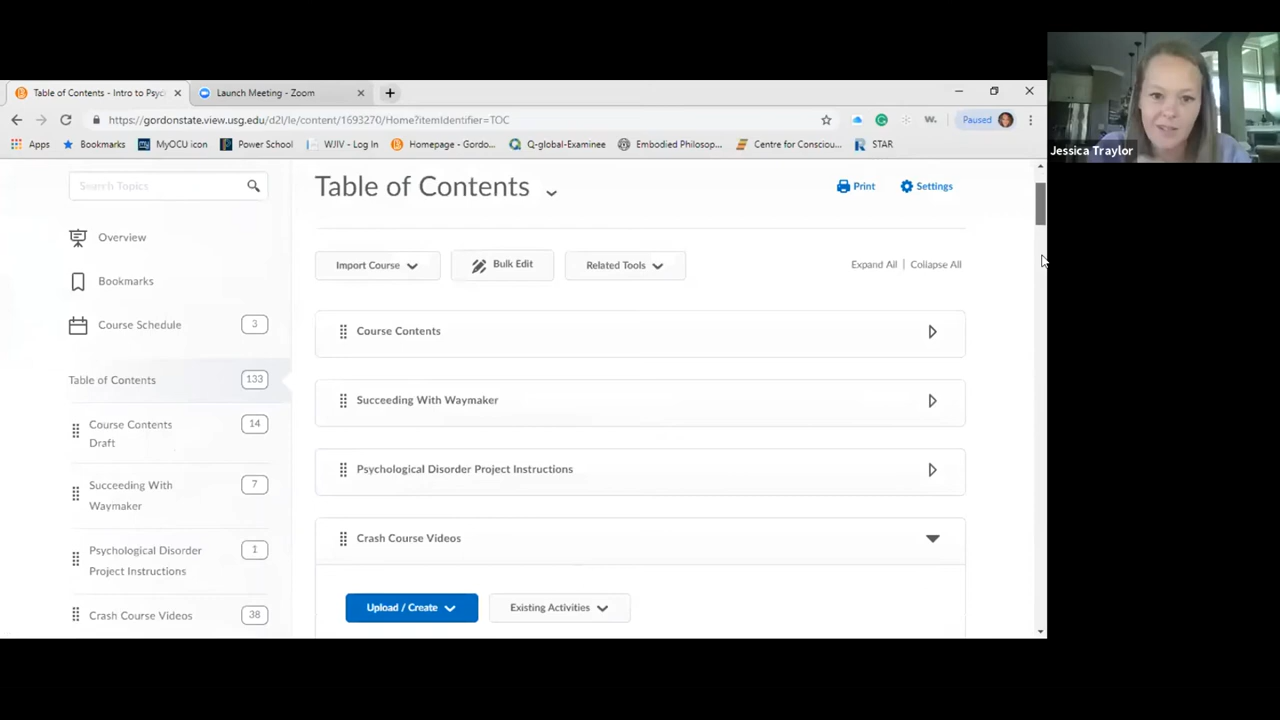 Table of Contents - Intro to Psyc
Launch Meeting - Zoom
https://gordonstate.view.usg.edu/d2l/le/content/1693270/Home?itemIdentifier=TOC
Paused
Apps
Bookmarks
MyOCU icon
Power School
WJIV - Log In
Homepage - Gordo...
Q-global-Examinee
Embodied Philosop...
Centre for Consciou...
STAR
Jessica Traylor
Search Topics
Overview
Bookmarks
Course Schedule 3
Table of Contents 133
Course Contents 14
Draft
Succeeding With 7
Waymaker
Psychological Disorder 1
Project Instructions
Crash Course Videos 38
Table of Contents
Print
Settings
Import Course
Bulk Edit
Related Tools
Expand All | Collapse All
Course Contents
Succeeding With Waymaker
Psychological Disorder Project Instructions
Crash Course Videos
Upload / Create
Existing Activities